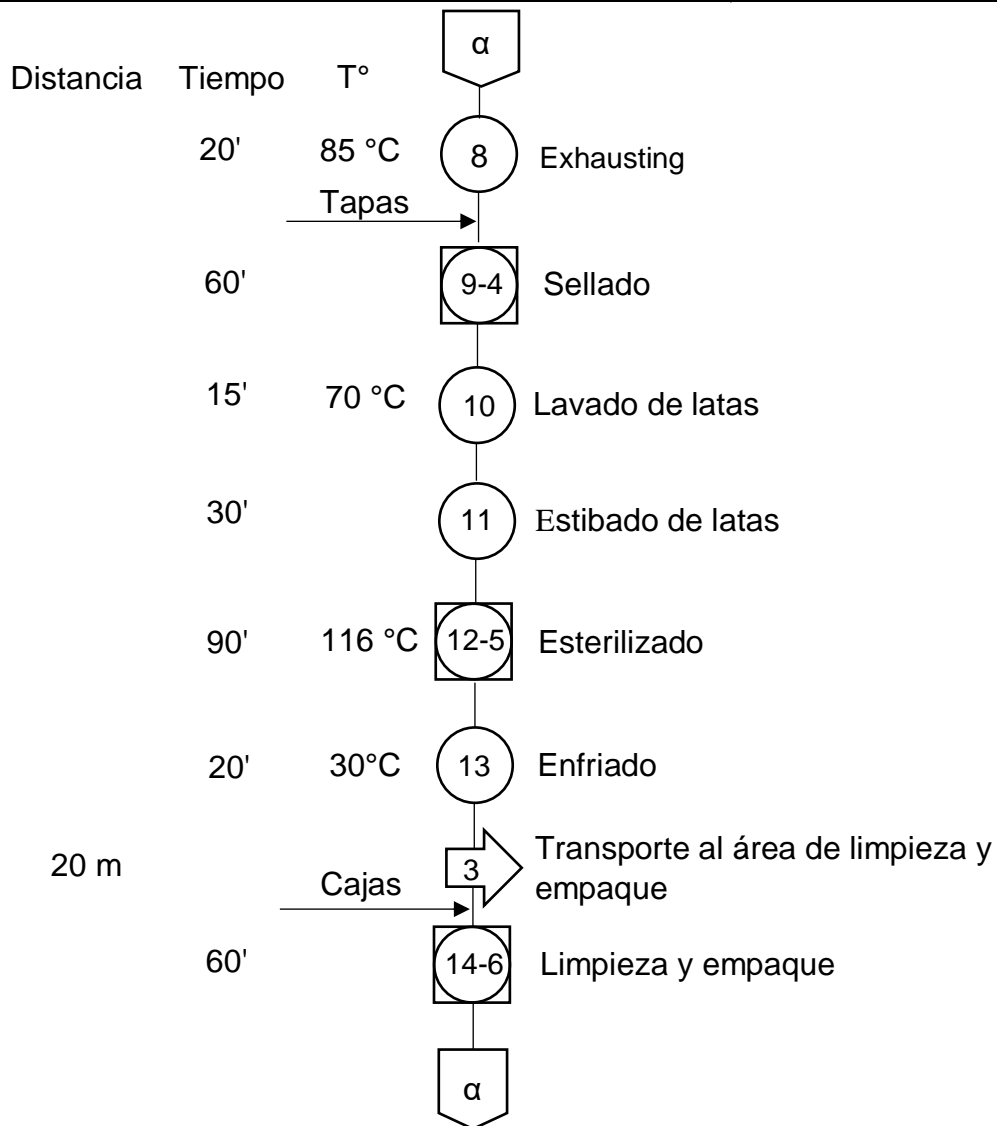 α
Distancia Tiempo T°
20' 85 °C 8 Exhausting
Tapas
60' 9-4 Sellado
15' 70 °C 10 Lavado de latas
30' 11 Estibado de latas
90' 116 °C 12-5 Esterilizado
20' 30°C 13 Enfriado
20 m 3 Transporte al área de limpieza y
empaque
Cajas
60' 14-6 Limpieza y empaque
α